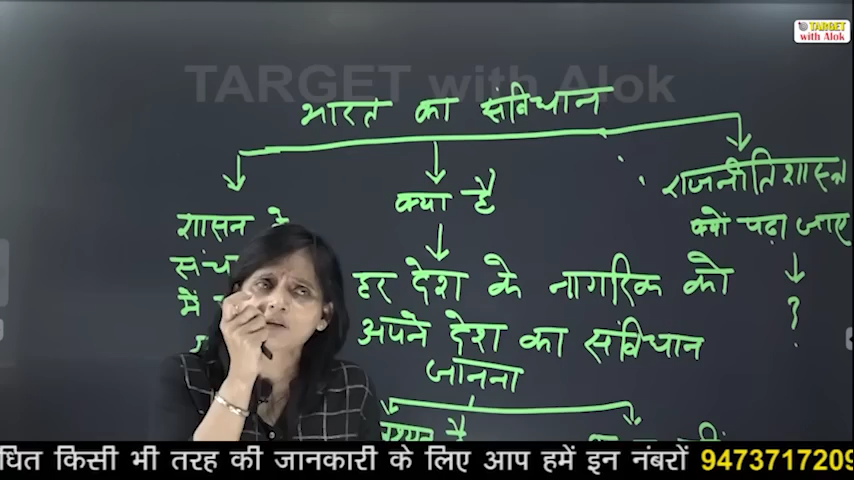 TARGET
with Alok
TARGET with Alok
भारत का संविधान
शासन के
क्या है
राजनीतिशास्त्र
क्यों पढ़ा जाए
में
हर देश के नागरिक को
अपने देश का संविधान
जानना
?
धित किसी भी तरह की जानकारी के लिए आप हमें इन नंबरों 9473717209